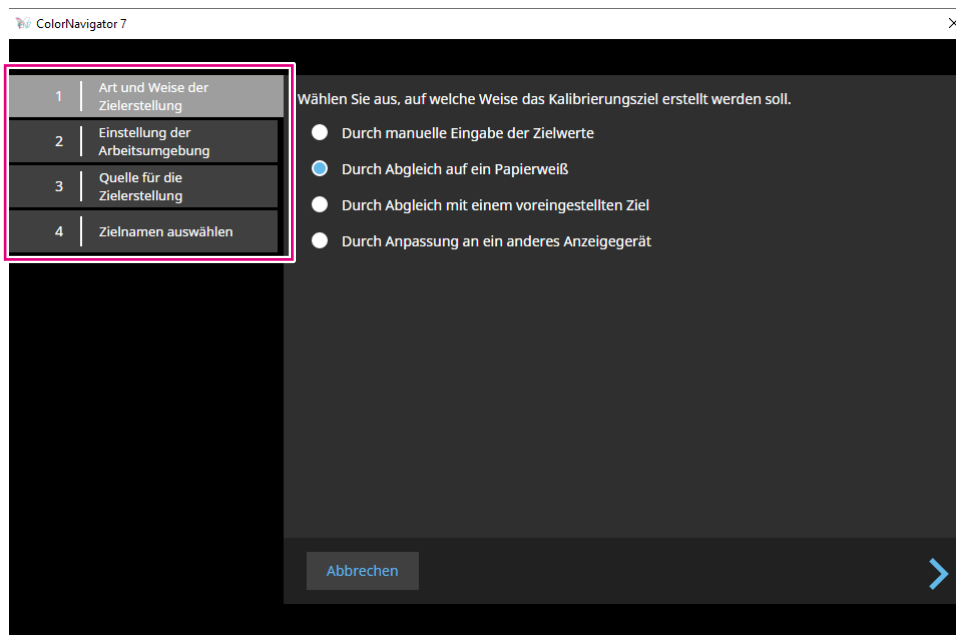 ColorNavigator 7
1
Art und Weise der
Zielerstellung
2
Einstellung der
Arbeitsumgebung
3
Quelle für die
Zielerstellung
4
Zielnamen auswählen
Wählen Sie aus, auf welche Weise das Kalibrierungsziel erstellt werden soll.
Durch manuelle Eingabe der Zielwerte
Durch Abgleich auf ein Papierweiß
Durch Abgleich mit einem voreingestellten Ziel
Durch Anpassung an ein anderes Anzeigegerät
Abbrechen